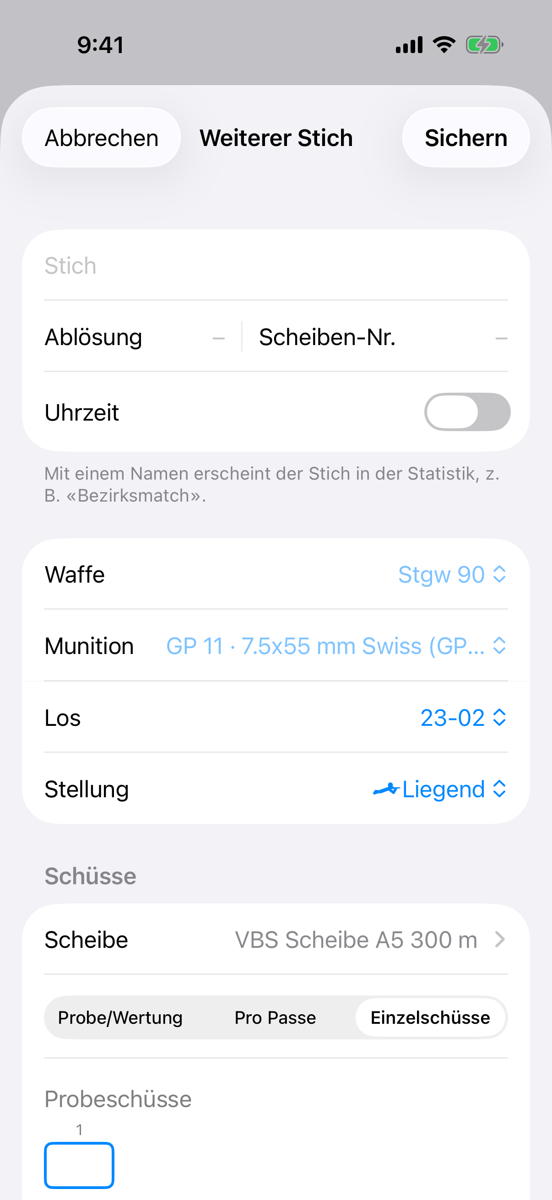 9:41
Abbrechen Weiterer Stich Sichern
Stich
Ablösung – Scheiben-Nr. –
Uhrzeit
Mit einem Namen erscheint der Stich in der Statistik, z.
B. «Bezirksmatch».
Waffe Stgw 90
Munition GP 11 · 7.5x55 mm Swiss (GP...
Los 23-02
Stellung Liegend
Schüsse
Scheibe VBS Scheibe A5 300 m
Probe/Wertung Pro Passe Einzelschüsse
Probeschüsse
1